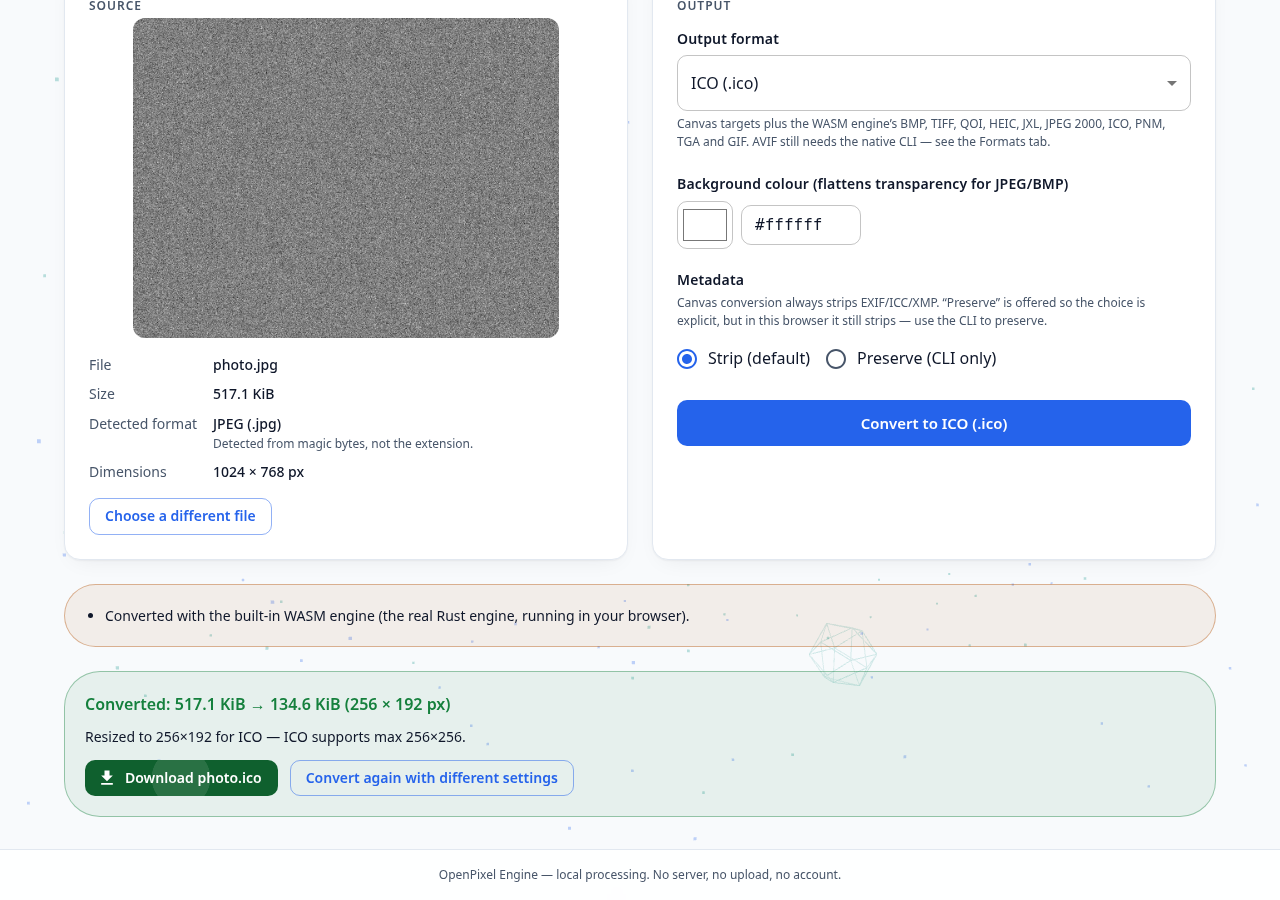 SOURCE
File photo.jpg
Size 517.1 KiB
Detected format JPEG (.jpg)
Detected from magic bytes, not the extension.
Dimensions 1024 × 768 px
Choose a different file
OUTPUT
Output format
ICO (.ico)
Canvas targets plus the WASM engine’s BMP, TIFF, QOI, HEIC, JXL, JPEG 2000, ICO, PNM,
TGA and GIF. AVIF still needs the native CLI — see the Formats tab.
Background colour (flattens transparency for JPEG/BMP)
#ffffff
Metadata
Canvas conversion always strips EXIF/ICC/XMP. “Preserve” is offered so the choice is
explicit, but in this browser it still strips — use the CLI to preserve.
Strip (default) Preserve (CLI only)
Convert to ICO (.ico)
• Converted with the built-in WASM engine (the real Rust engine, running in your browser).
Converted: 517.1 KiB → 134.6 KiB (256 × 192 px)
Resized to 256×192 for ICO — ICO supports max 256×256.
Download photo.ico Convert again with different settings
OpenPixel Engine — local processing. No server, no upload, no account.